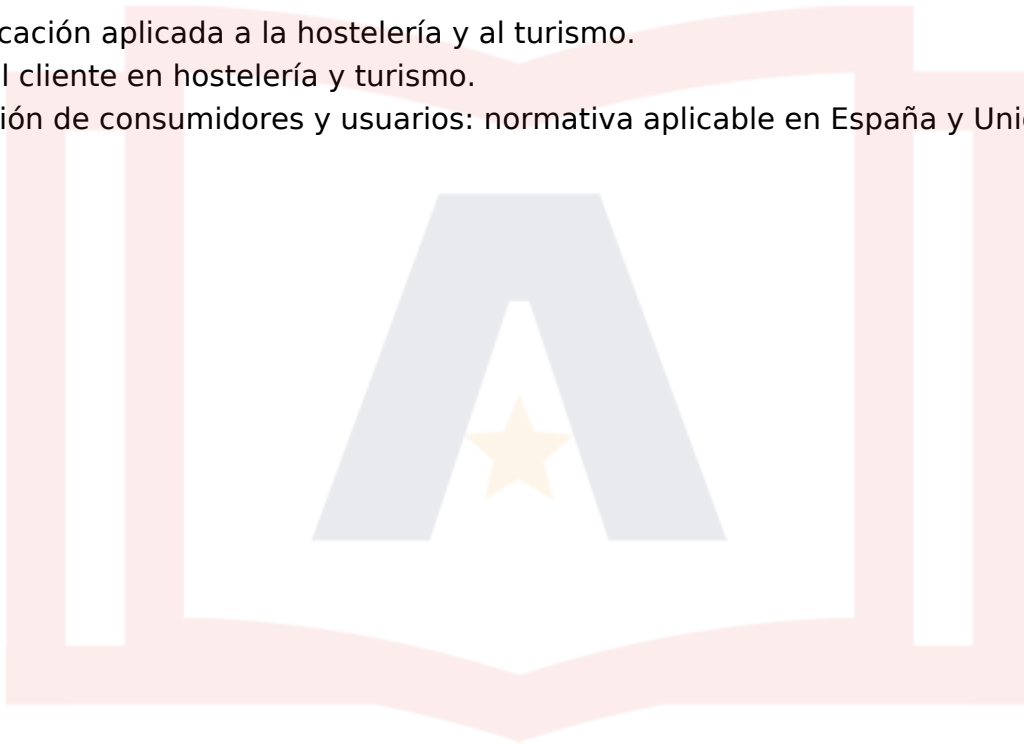 cación aplicada a la hostelería y al turismo.
l cliente en hostelería y turismo.
ión de consumidores y usuarios: normativa aplicable en España y Uni